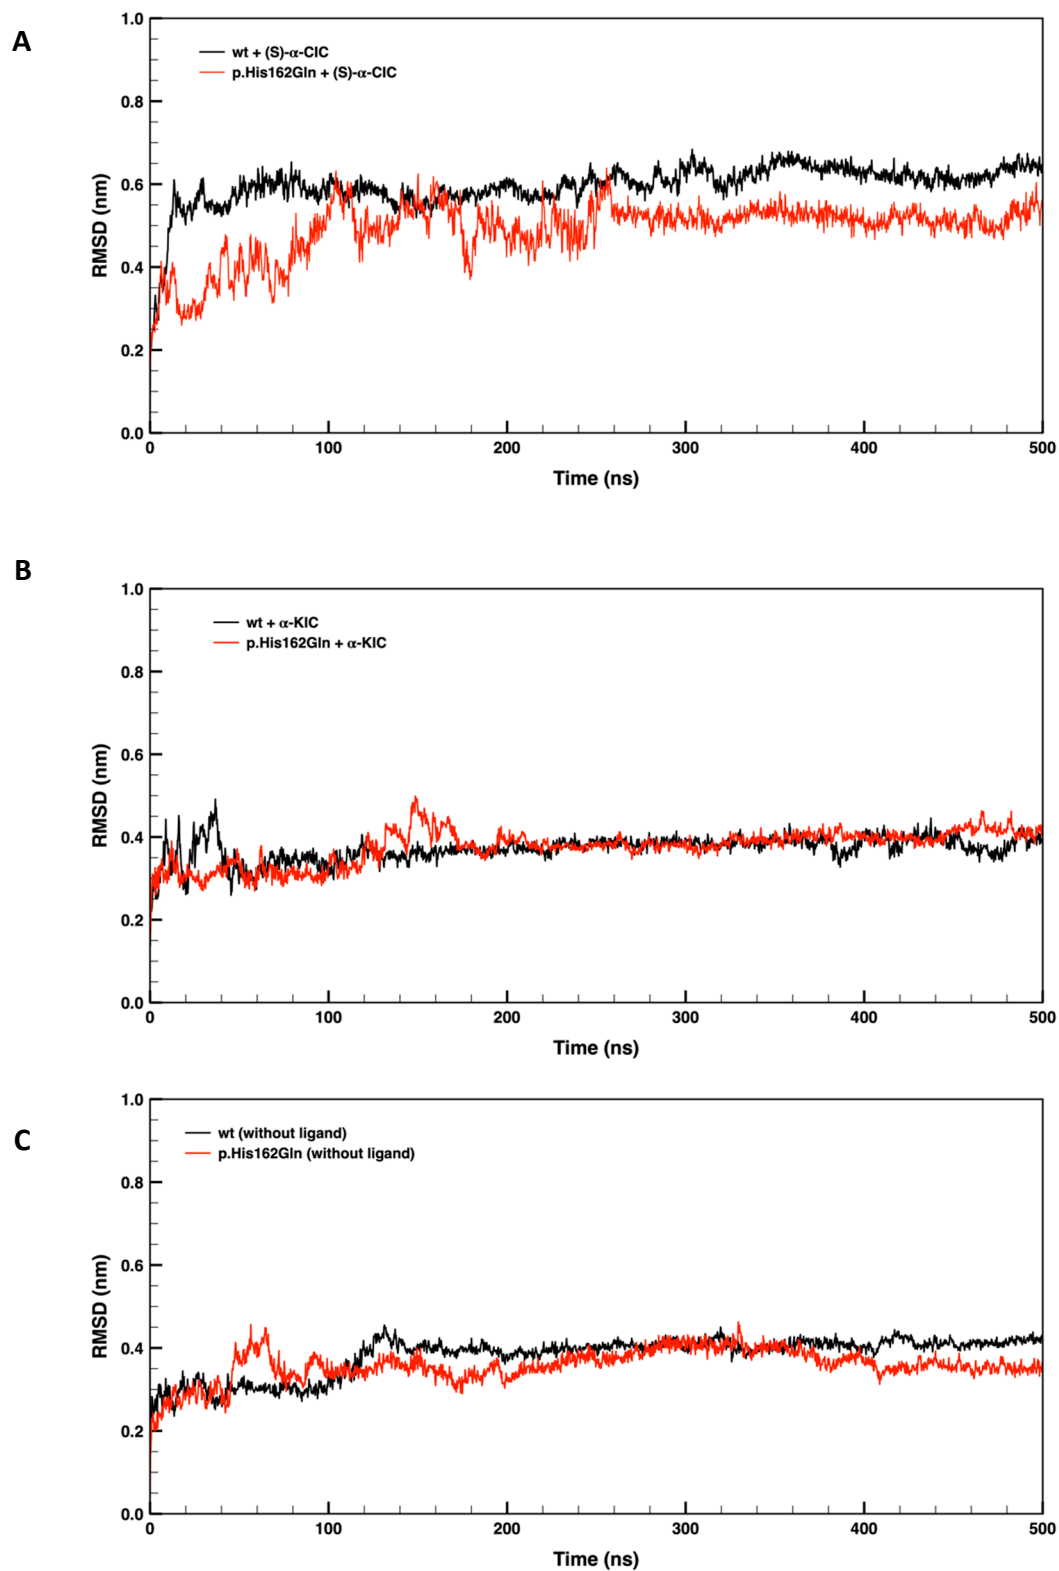 A
1.0
wt + (S)-α-CIC
p.His162Gln + (S)-α-CIC
0.8
0.6
RMSD (nm)
0.4
0.2
0.0
0 100 200 300 400 500
Time (ns)
B
1.0
wt + α-KIC
p.His162Gln + α-KIC
0.8
0.6
RMSD (nm)
0.4
0.2
0.0
0 100 200 300 400 500
Time (ns)
C
1.0
wt (without ligand)
p.His162Gln (without ligand)
0.8
0.6
RMSD (nm)
0.4
0.2
0.0
0 100 200 300 400 500
Time (ns)